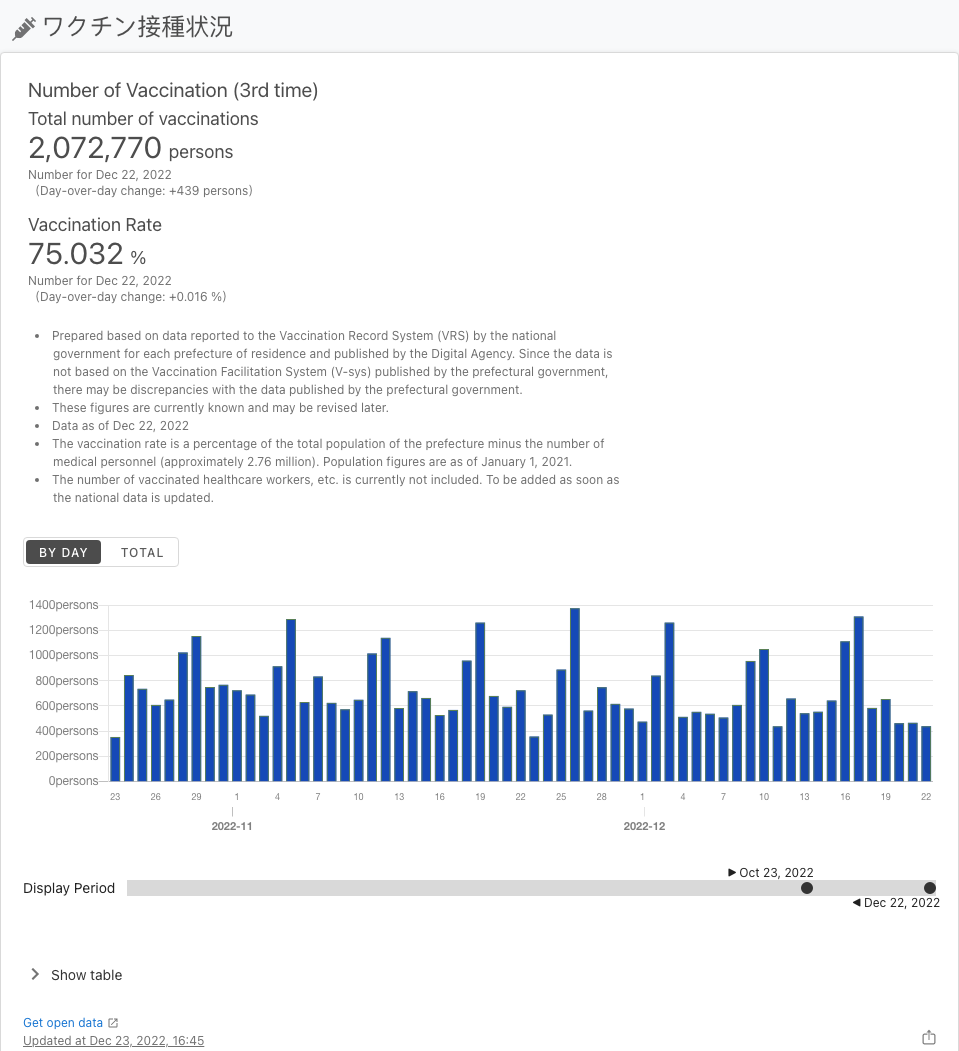 ワクチン接種状況
Number of Vaccination (3rd time)
Total number of vaccinations
2,072,770 persons
Number for Dec 22, 2022
(Day-over-day change: +439 persons)
Vaccination Rate
75.032 %
Number for Dec 22, 2022
(Day-over-day change: +0.016 %)
• Prepared based on data reported to the Vaccination Record System (VRS) by the national
government for each prefecture of residence and published by the Digital Agency. Since the data is
not based on the Vaccination Facilitation System (V-sys) published by the prefectural government,
there may be discrepancies with the data published by the prefectural government.
• These figures are currently known and may be revised later.
• Data as of Dec 22, 2022
• The vaccination rate is a percentage of the total population of the prefecture minus the number of
medical personnel (approximately 2.76 million). Population figures are as of January 1, 2021.
• The number of vaccinated healthcare workers, etc. is currently not included. To be added as soon as
the national data is updated.
BY DAY TOTAL
1400persons
1200persons
1000persons
800persons
600persons
400persons
200persons
0persons
23 26 29 1 4 7 10 13 16 19 22 25 28 1 4 7 10 13 16 19 22
2022-11 2022-12
Oct 23, 2022
Display Period
Dec 22, 2022
Show table
Get open data
Updated at Dec 23, 2022, 16:45